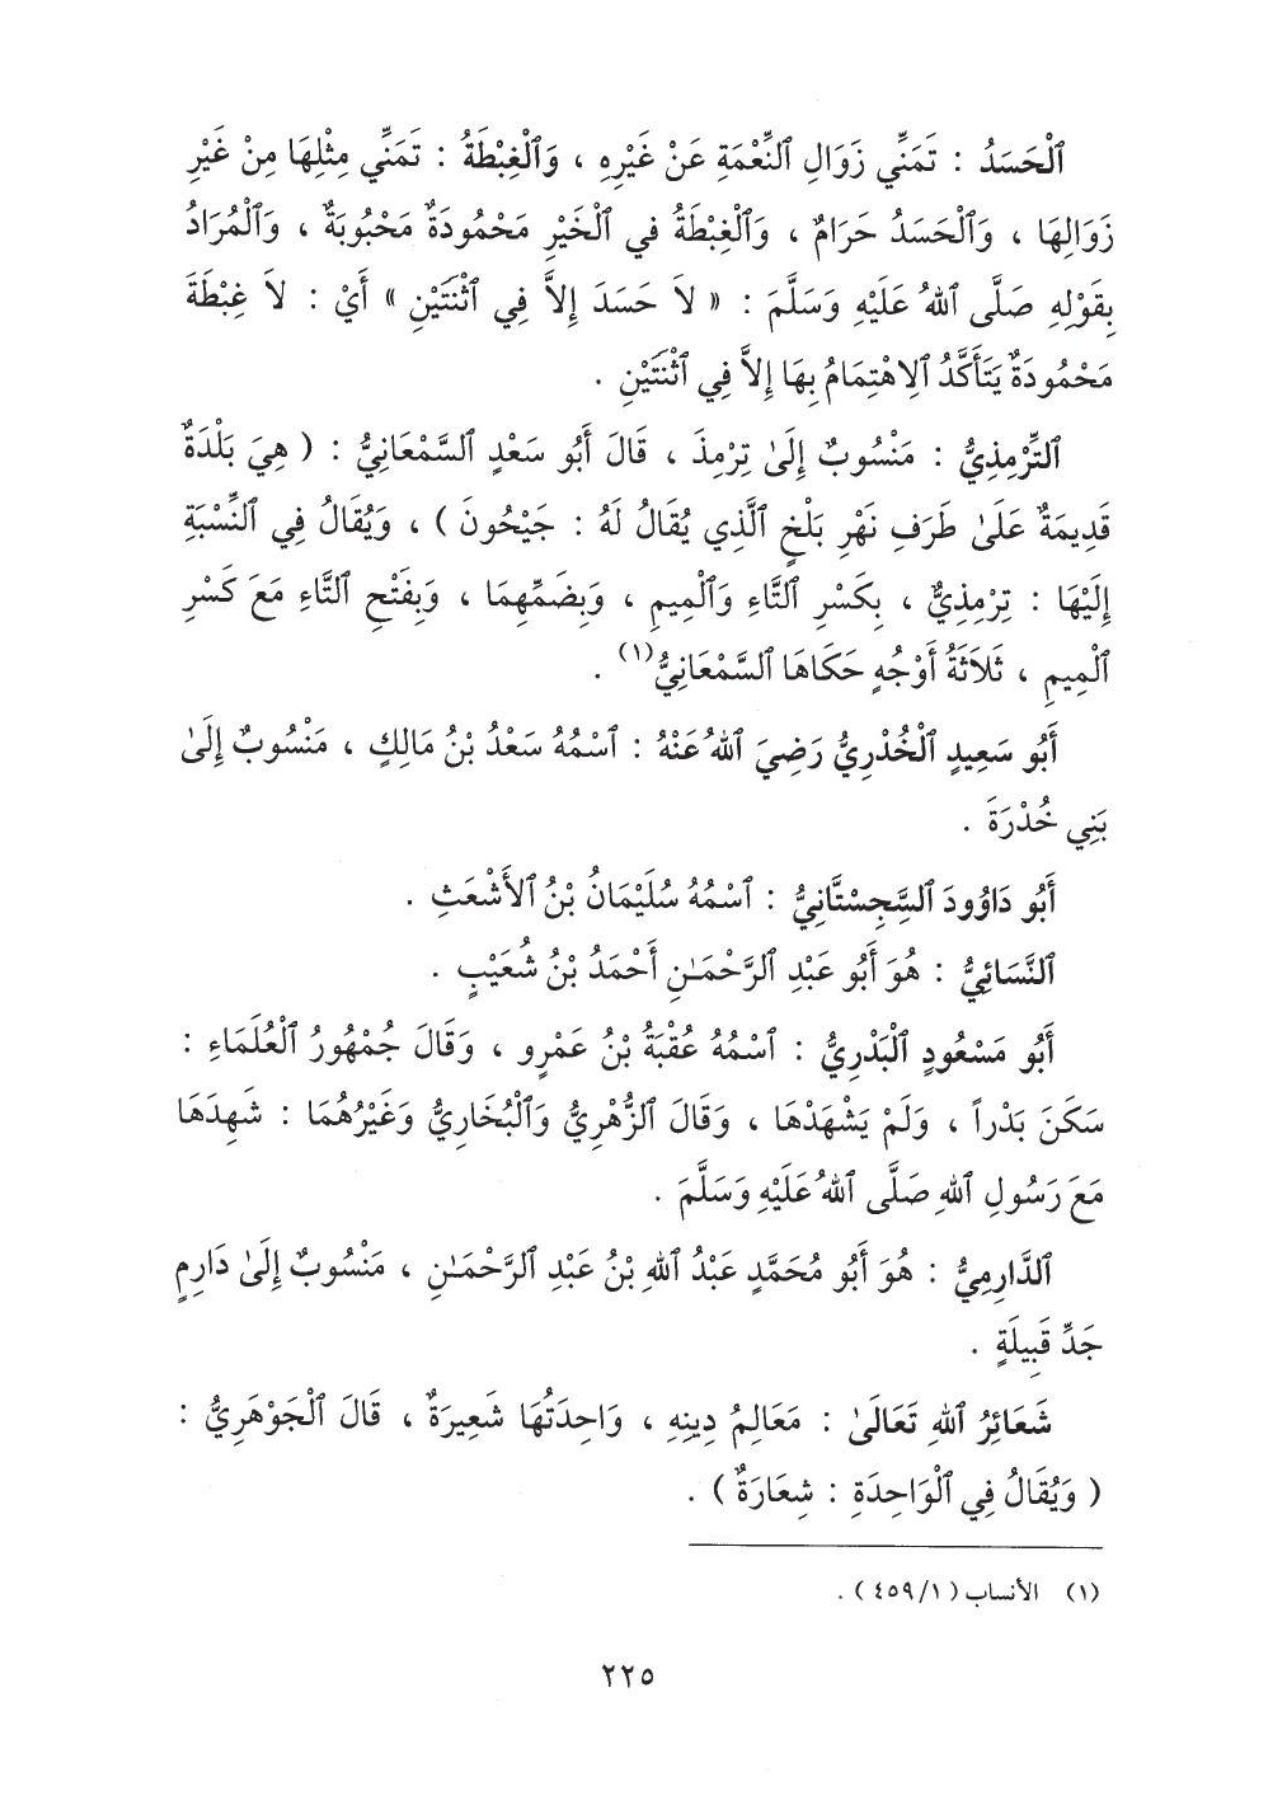 ٱلْحَسَدُ : تَمَنِّي زَوَالِ ٱلنِّعْمَةِ عَنْ غَيْرِهِ ، وَٱلْغِبْطَةُ : تَمَنِّي مِثْلِهَا مِنْ غَيْرِ
زَوَالِهَا ، وَٱلْحَسَدُ حَرَامٌ ، وَٱلْغِبْطَةُ في ٱلْخَيْرِ مَحْمُودَةٌ مَحْبُوبَةٌ ، وَٱلْمُرَادُ
بِقَوْلِهِ صَلَّى ٱللهُ عَلَيْهِ وَسَلَّمَ : « لاَ حَسَدَ إِلاَّ فِي ٱثْنَتَيْنِ » أَيْ : لاَ غِبْطَةَ
مَحْمُودَةٌ يَتَأَكَّدُ ٱلِاهْتِمَامُ بِهَا إِلاَّ فِي ٱثْنَتَيْنِ .
ٱلتِّرْمِذِيُّ : مَنْسُوبٌ إِلَىٰ تِرْمِذَ ، قَالَ أَبُو سَعْدٍ ٱلسَّمْعَانِيُّ : ( هِيَ بَلْدَةٌ
قَدِيمَةٌ عَلَىٰ طَرَفِ نَهْرِ بَلْخٍ ٱلَّذِي يُقَالُ لَهُ : جَيْحُونَ ) ، وَيُقَالُ فِي ٱلنِّسْبَةِ
إِلَيْهَا : تِرْمِذِيٌّ ، بِكَسْرِ ٱلتَّاءِ وَٱلْمِيمِ ، وَبِضَمِّهِمَا ، وَبِفَتْحِ ٱلتَّاءِ مَعَ كَسْرِ
ٱلْمِيمِ ، ثَلاَثَةُ أَوْجُهٍ حَكَاهَا ٱلسَّمْعَانِيُّ(١) .
أَبُو سَعِيدٍ ٱلْخُدْرِيُّ رَضِيَ ٱللهُ عَنْهُ : ٱسْمُهُ سَعْدُ بْنُ مَالِكٍ ، مَنْسُوبٌ إِلَىٰ
بَنِي خُدْرَةَ .
أَبُو دَاوُودَ ٱلسِّجِسْتَانِيُّ : ٱسْمُهُ سُلَيْمَانُ بْنُ ٱلأَشْعَثِ .
ٱلنَّسَائِيُّ : هُوَ أَبُو عَبْدِ ٱلرَّحْمَـٰنِ أَحْمَدُ بْنُ شُعَيْبٍ .
أَبُو مَسْعُودٍ ٱلْبَدْرِيُّ : ٱسْمُهُ عُقْبَةُ بْنُ عَمْرٍو ، وَقَالَ جُمْهُورُ ٱلْعُلَمَاءِ :
سَكَنَ بَدْراً ، وَلَمْ يَشْهَدْهَا ، وَقَالَ ٱلزُّهْرِيُّ وَٱلْبُخَارِيُّ وَغَيْرُهُمَا : شَهِدَهَا
مَعَ رَسُولِ ٱللهِ صَلَّى ٱللهُ عَلَيْهِ وَسَلَّمَ .
ٱلدَّارِمِيُّ : هُوَ أَبُو مُحَمَّدٍ عَبْدُ ٱللهِ بْنُ عَبْدِ ٱلرَّحْمَـٰنِ ، مَنْسُوبٌ إِلَىٰ دَارِمٍ
جَدِّ قَبِيلَةٍ .
شَعَائِرُ ٱللهِ تَعَالَىٰ : مَعَالِمُ دِينِهِ ، وَاحِدَتُهَا شَعِيرَةٌ ، قَالَ ٱلْجَوْهَرِيُّ :
( وَيُقَالُ فِي ٱلْوَاحِدَةِ : شِعَارَةٌ ) .
(١) الأنساب ( ١/ ٤٥٩ ) .
٢٢٥